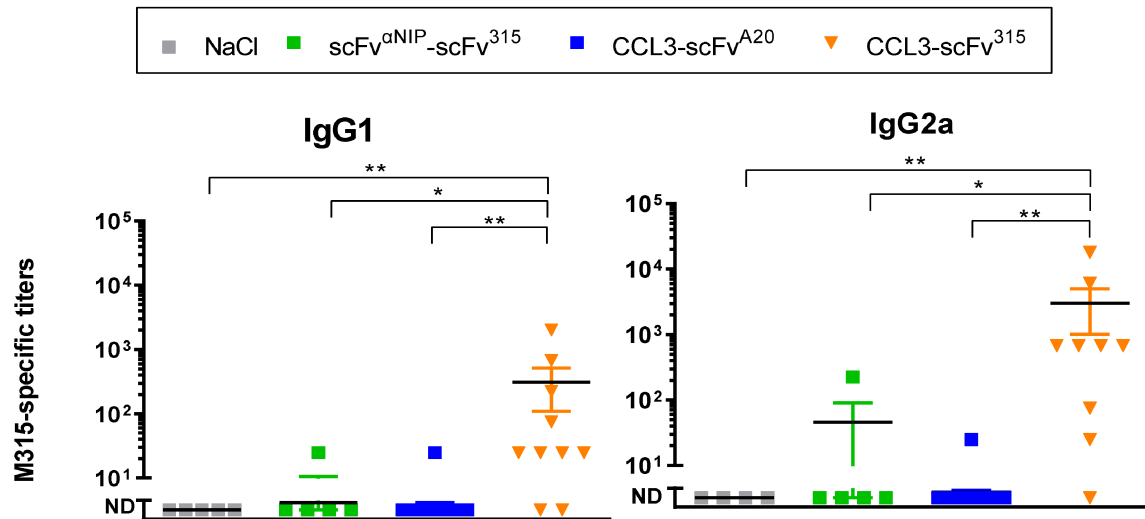 NaCl scFvᵅᴺᴵᴾ-scFv³¹⁵ CCL3-scFvᴬ²⁰ CCL3-scFv³¹⁵
IgG1
**
*
**
M315-specific titers
10⁵
10⁴
10³
10²
10¹
ND
IgG2a
**
*
**
10⁵
10⁴
10³
10²
10¹
ND